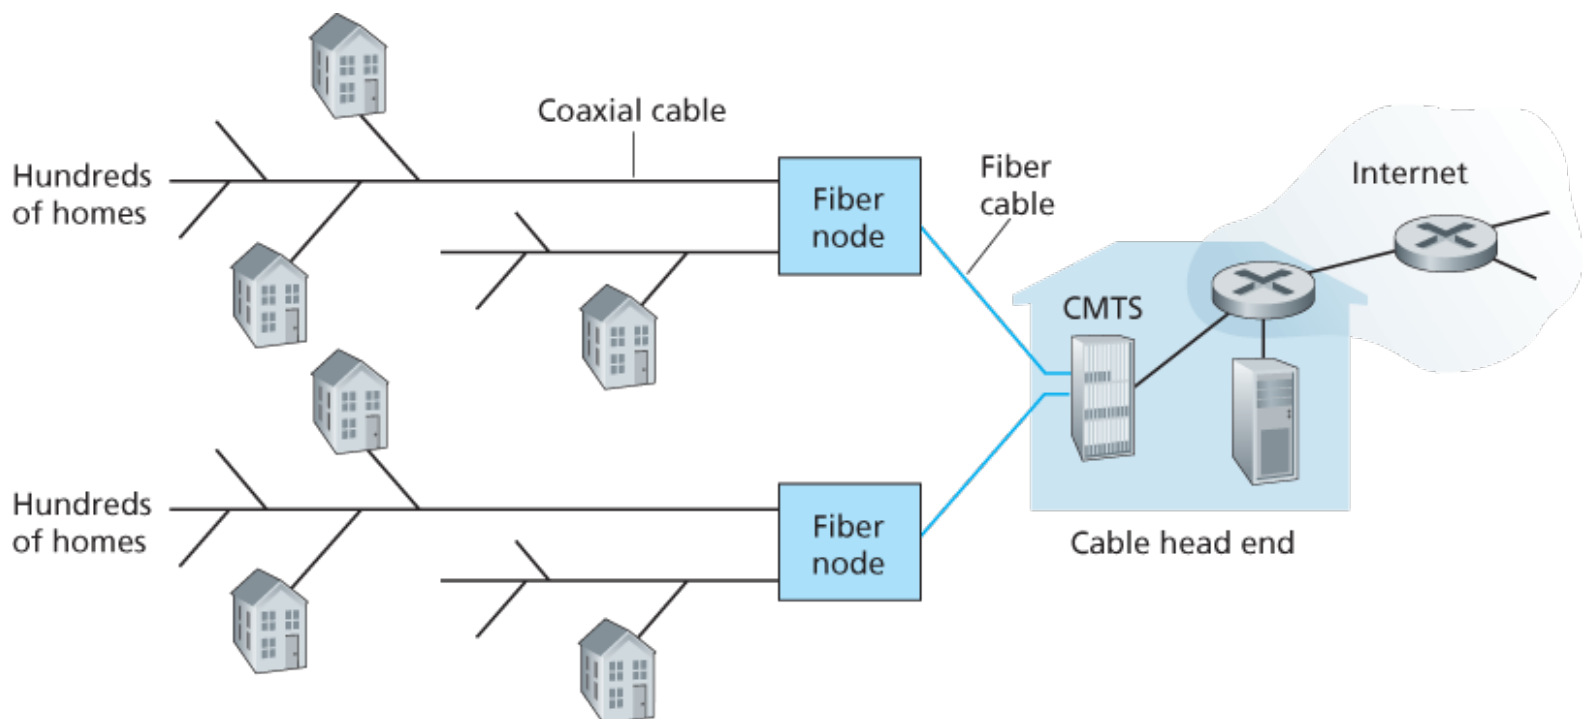 Coaxial cable
Hundreds
of homes
Fiber
node
Fiber
cable
Internet
CMTS
Hundreds
of homes
Fiber
node
Cable head end